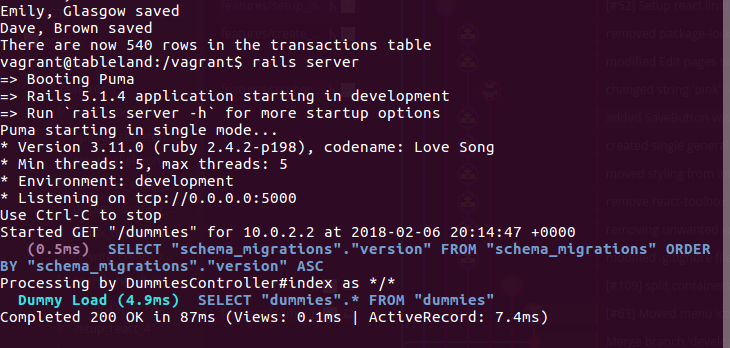 Emily, Glasgow saved
Dave, Brown saved
There are now 540 rows in the transactions table
vagrant@tableland:/vagrant$ rails server
=> Booting Puma
=> Rails 5.1.4 application starting in development
=> Run `rails server -h` for more startup options
Puma starting in single mode...
* Version 3.11.0 (ruby 2.4.2-p198), codename: Love Song
* Min threads: 5, max threads: 5
* Environment: development
* Listening on tcp://0.0.0.0:5000
Use Ctrl-C to stop
Started GET "/dummies" for 10.0.2.2 at 2018-02-06 20:14:47 +0000
(0.5ms) SELECT "schema_migrations"."version" FROM "schema_migrations" ORDER
BY "schema_migrations"."version" ASC
Processing by DummiesController#index as */*
Dummy Load (4.9ms) SELECT "dummies".* FROM "dummies"
Completed 200 OK in 87ms (Views: 0.1ms | ActiveRecord: 7.4ms)